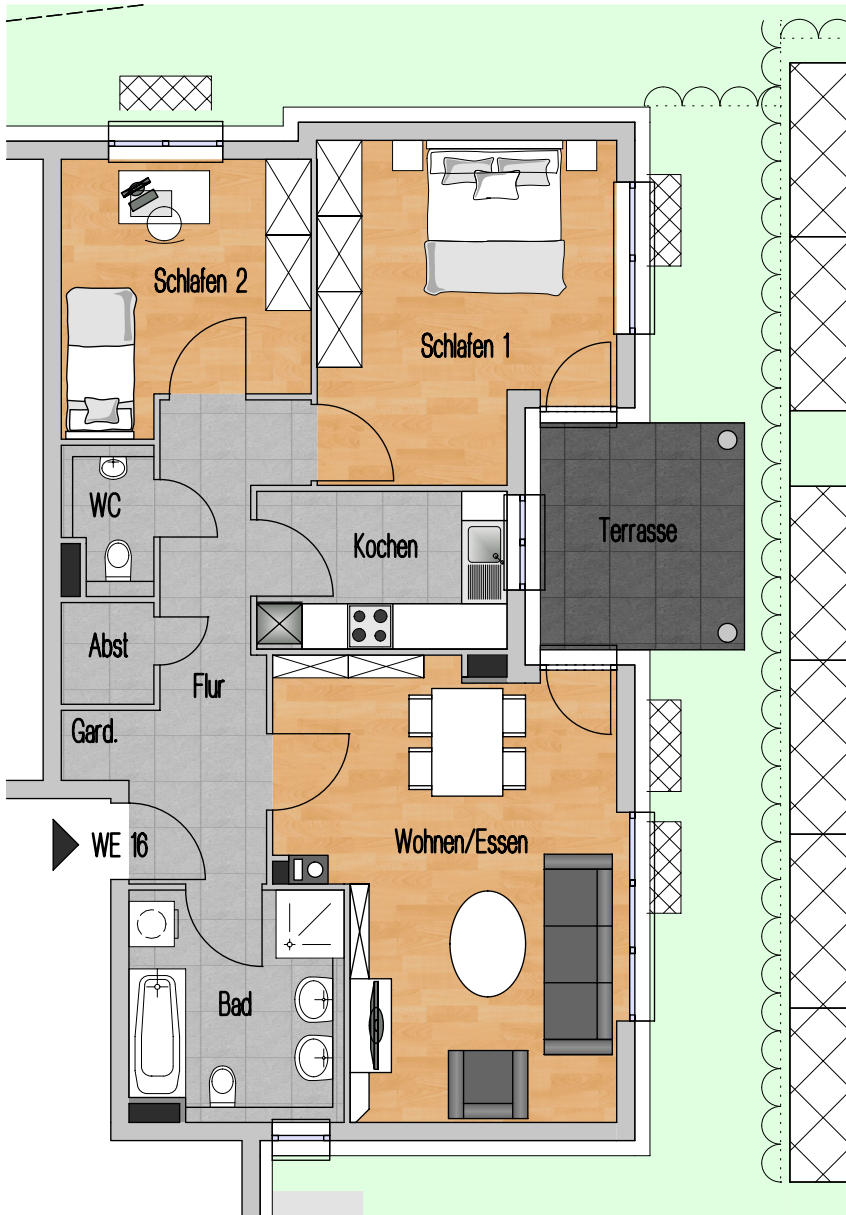 Schlafen 2
Schlafen 1
WC
Kochen
Terrasse
Abst
Flur
Gard.
WE 16
Wohnen/Essen
Bad